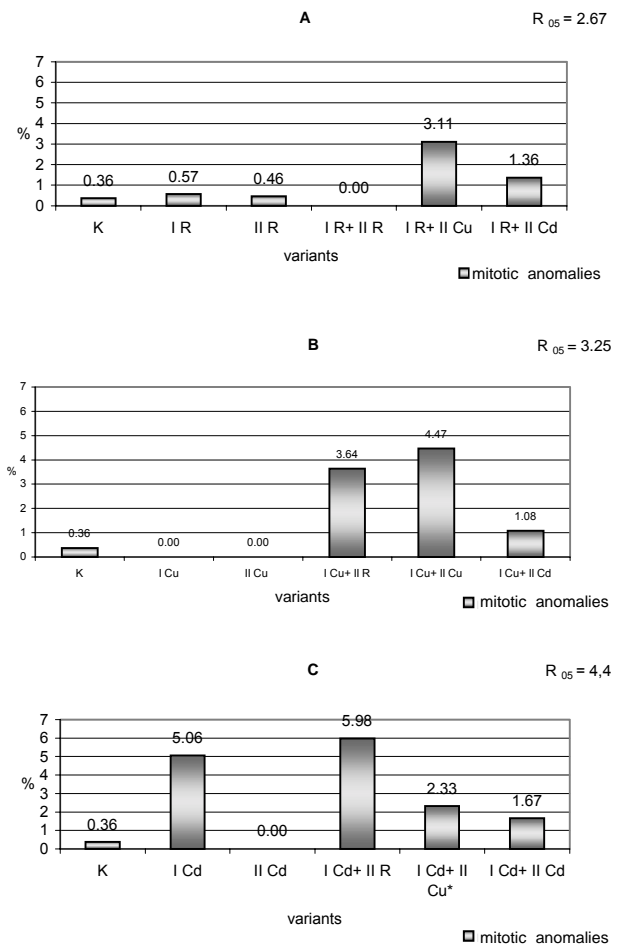 A
R 05 = 2.67
7
6
5
4
3
2
1
0
%
0.36
0.57
0.46
0.00
3.11
1.36
K
I R
II R
I R+ II R
I R+ II Cu
I R+ II Cd
variants
mitotic anomalies
B
R 05 = 3.25
7
6
5
4
3
2
1
0
%
0.36
0.00
0.00
3.64
4.47
1.08
K
I Cu
II Cu
I Cu+ II R
I Cu+ II Cu
I Cu+ II Cd
variants
mitotic anomalies
C
R 05 = 4,4
7
6
5
4
3
2
1
0
%
0.36
5.06
0.00
5.98
2.33
1.67
K
I Cd
II Cd
I Cd+ II R
I Cd+ II
Cu*
I Cd+ II Cd
variants
mitotic anomalies